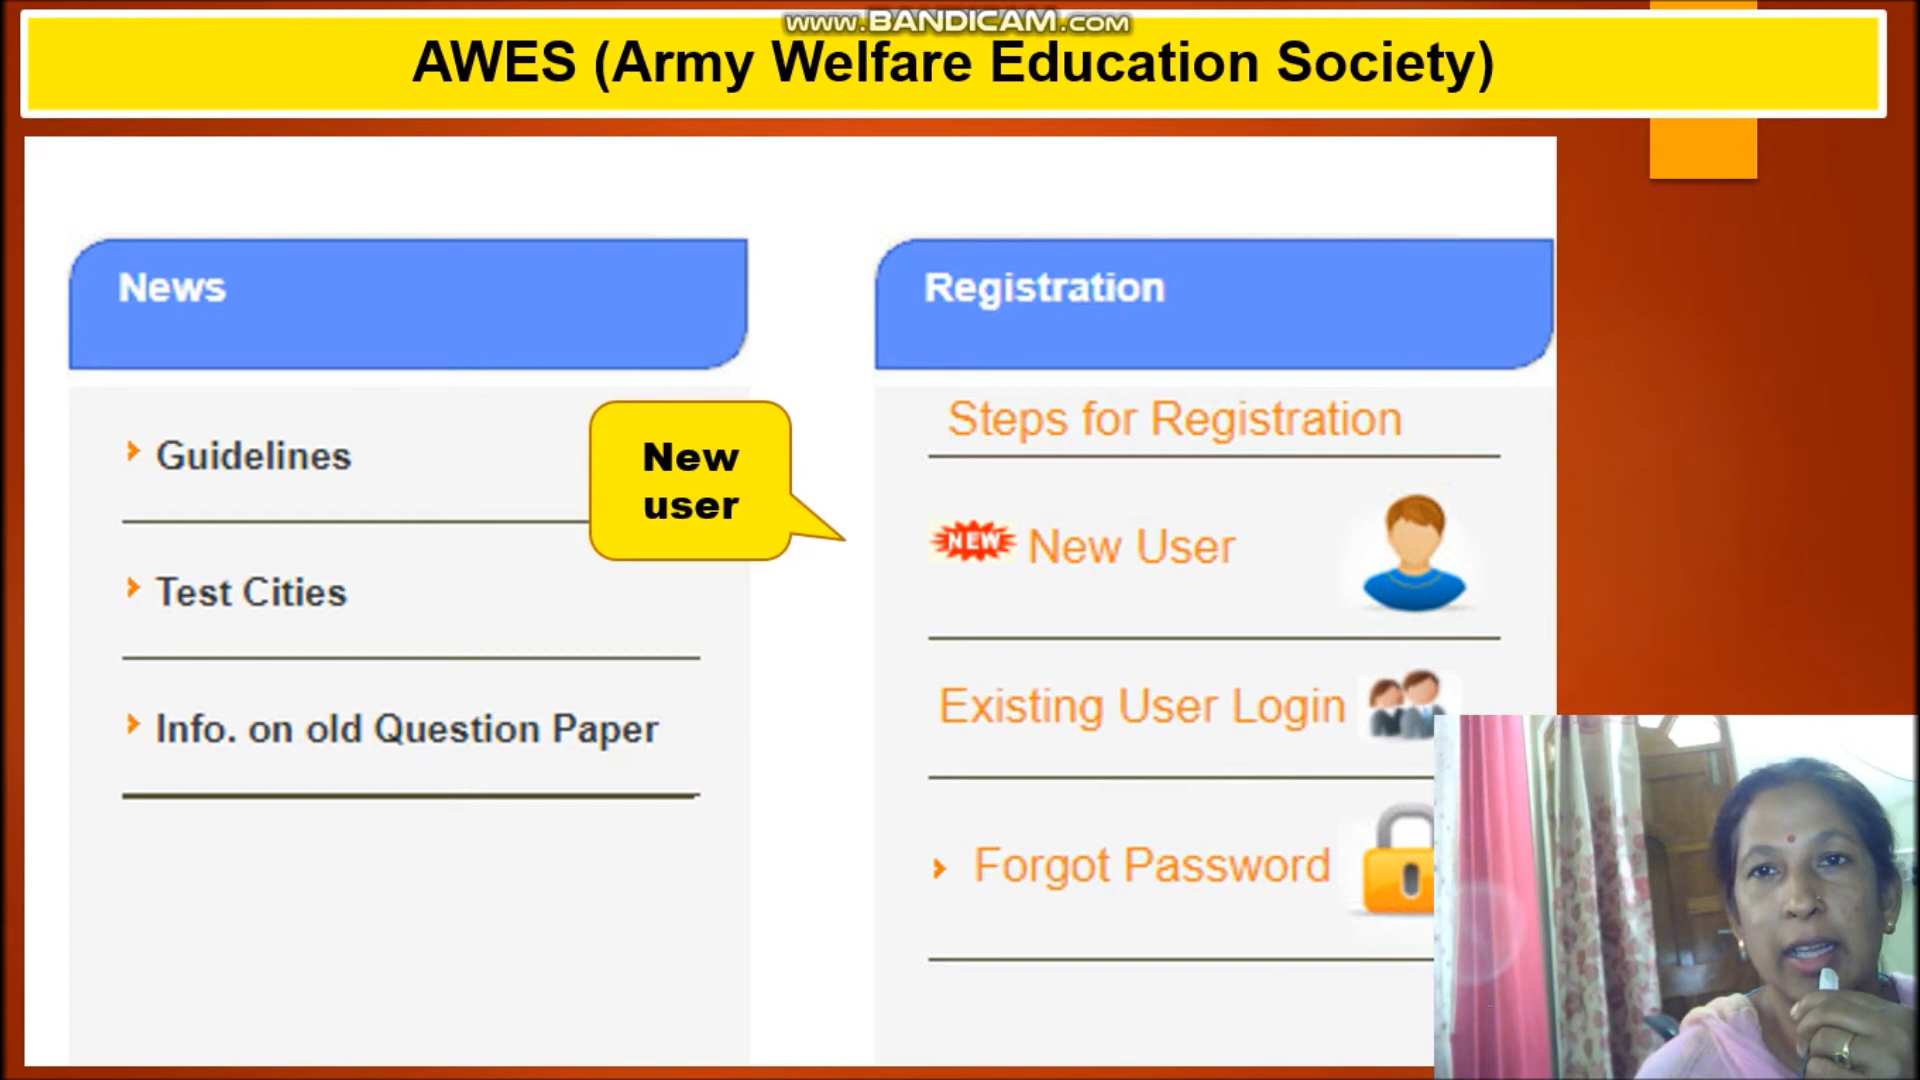 www.BANDICAM.com
AWES (Army Welfare Education Society)
News
Guidelines
Test Cities
Info. on old Question Paper
New
user
Registration
Steps for Registration
NEW New User
Existing User Login
Forgot Password